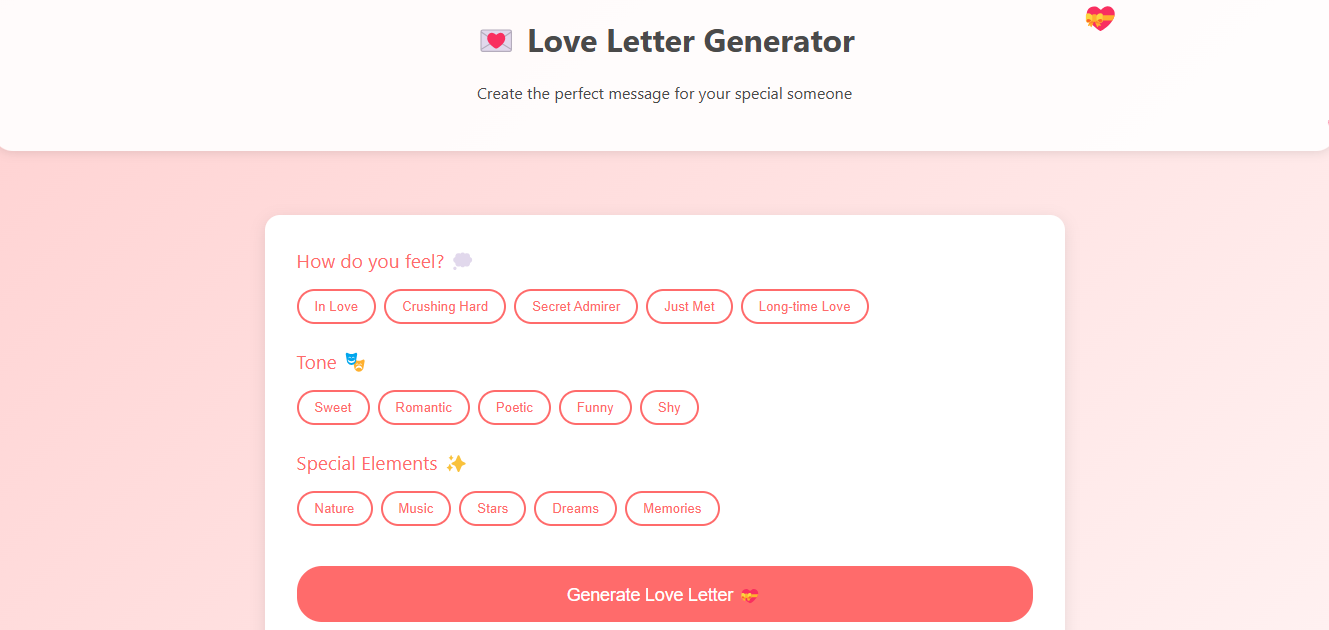 💌 Love Letter Generator
Create the perfect message for your special someone
How do you feel? 💭
In Love Crushing Hard Secret Admirer Just Met Long-time Love
Tone 🎭
Sweet Romantic Poetic Funny Shy
Special Elements ✨
Nature Music Stars Dreams Memories
Generate Love Letter 💝